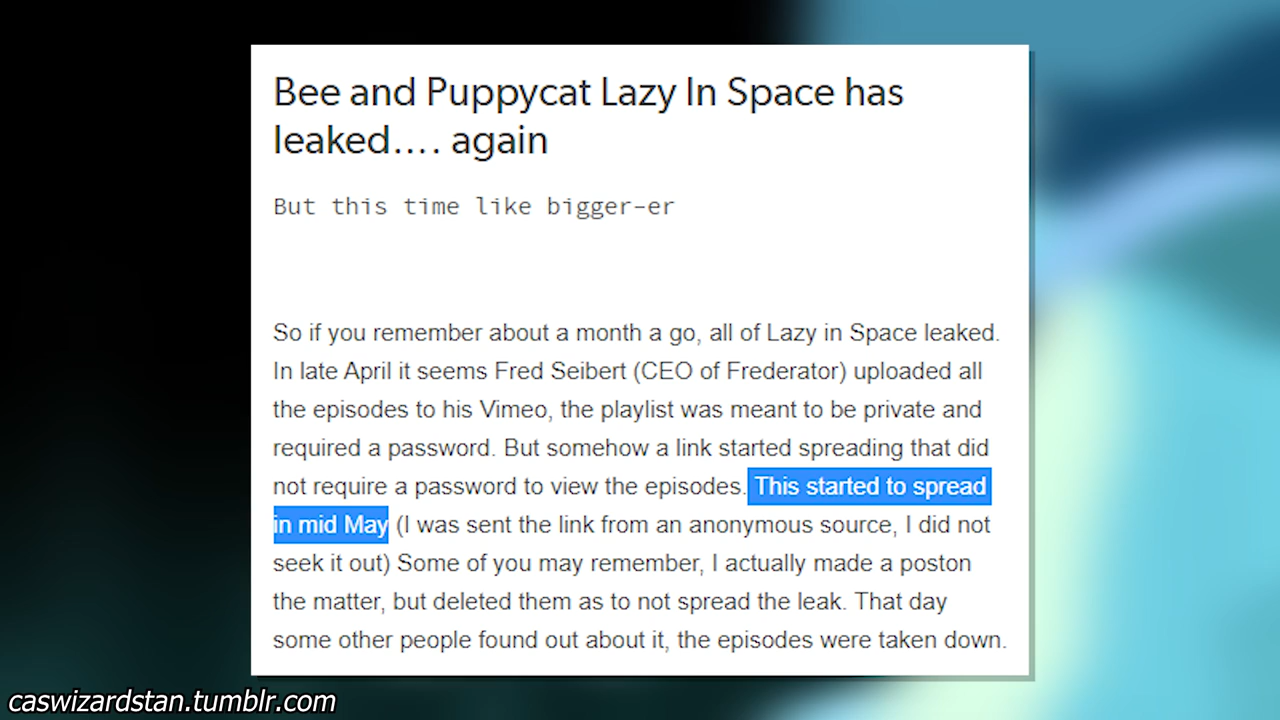 Bee and Puppycat Lazy In Space has
leaked.... again
But this time like bigger-er
So if you remember about a month a go, all of Lazy in Space leaked.
In late April it seems Fred Seibert (CEO of Frederator) uploaded all
the episodes to his Vimeo, the playlist was meant to be private and
required a password. But somehow a link started spreading that did
not require a password to view the episodes. This started to spread
in mid May (I was sent the link from an anonymous source, I did not
seek it out) Some of you may remember, I actually made a poston
the matter, but deleted them as to not spread the leak. That day
some other people found out about it, the episodes were taken down.
caswizardstan.tumblr.com